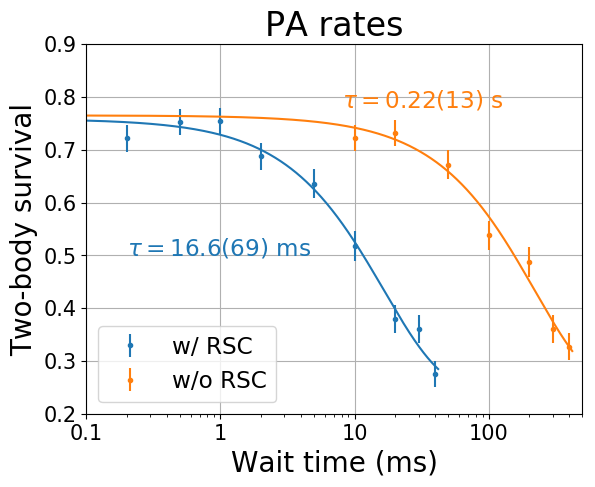 PA rates
Two-body survival
0.9
0.8
0.7
0.6
0.5
0.4
0.3
0.2
τ = 0.22(13) s
τ = 16.6(69) ms
w/ RSC
w/o RSC
0.1
1
10
100
Wait time (ms)